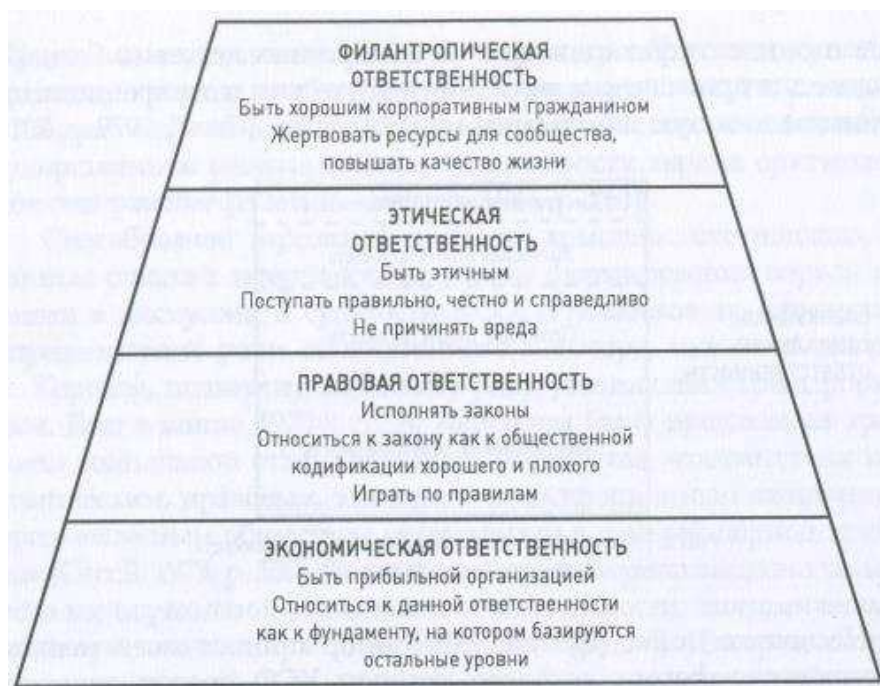 ФИЛАНТРОПИЧЕСКАЯ
ОТВЕТСТВЕННОСТЬ
Быть хорошим корпоративным гражданином
Жертвовать ресурсы для сообщества,
повышать качество жизни
ЭТИЧЕСКАЯ
ОТВЕТСТВЕННОСТЬ
Быть этичным
Поступать правильно, честно и справедливо
Не причинять вреда
ПРАВОВАЯ ОТВЕТСТВЕННОСТЬ
Исполнять законы
Относиться к закону как к общественной
кодификации хорошего и плохого
Играть по правилам
ЭКОНОМИЧЕСКАЯ ОТВЕТСТВЕННОСТЬ
Быть прибыльной организацией
Относиться к данной ответственности
как к фундаменту, на котором базируются
остальные уровни